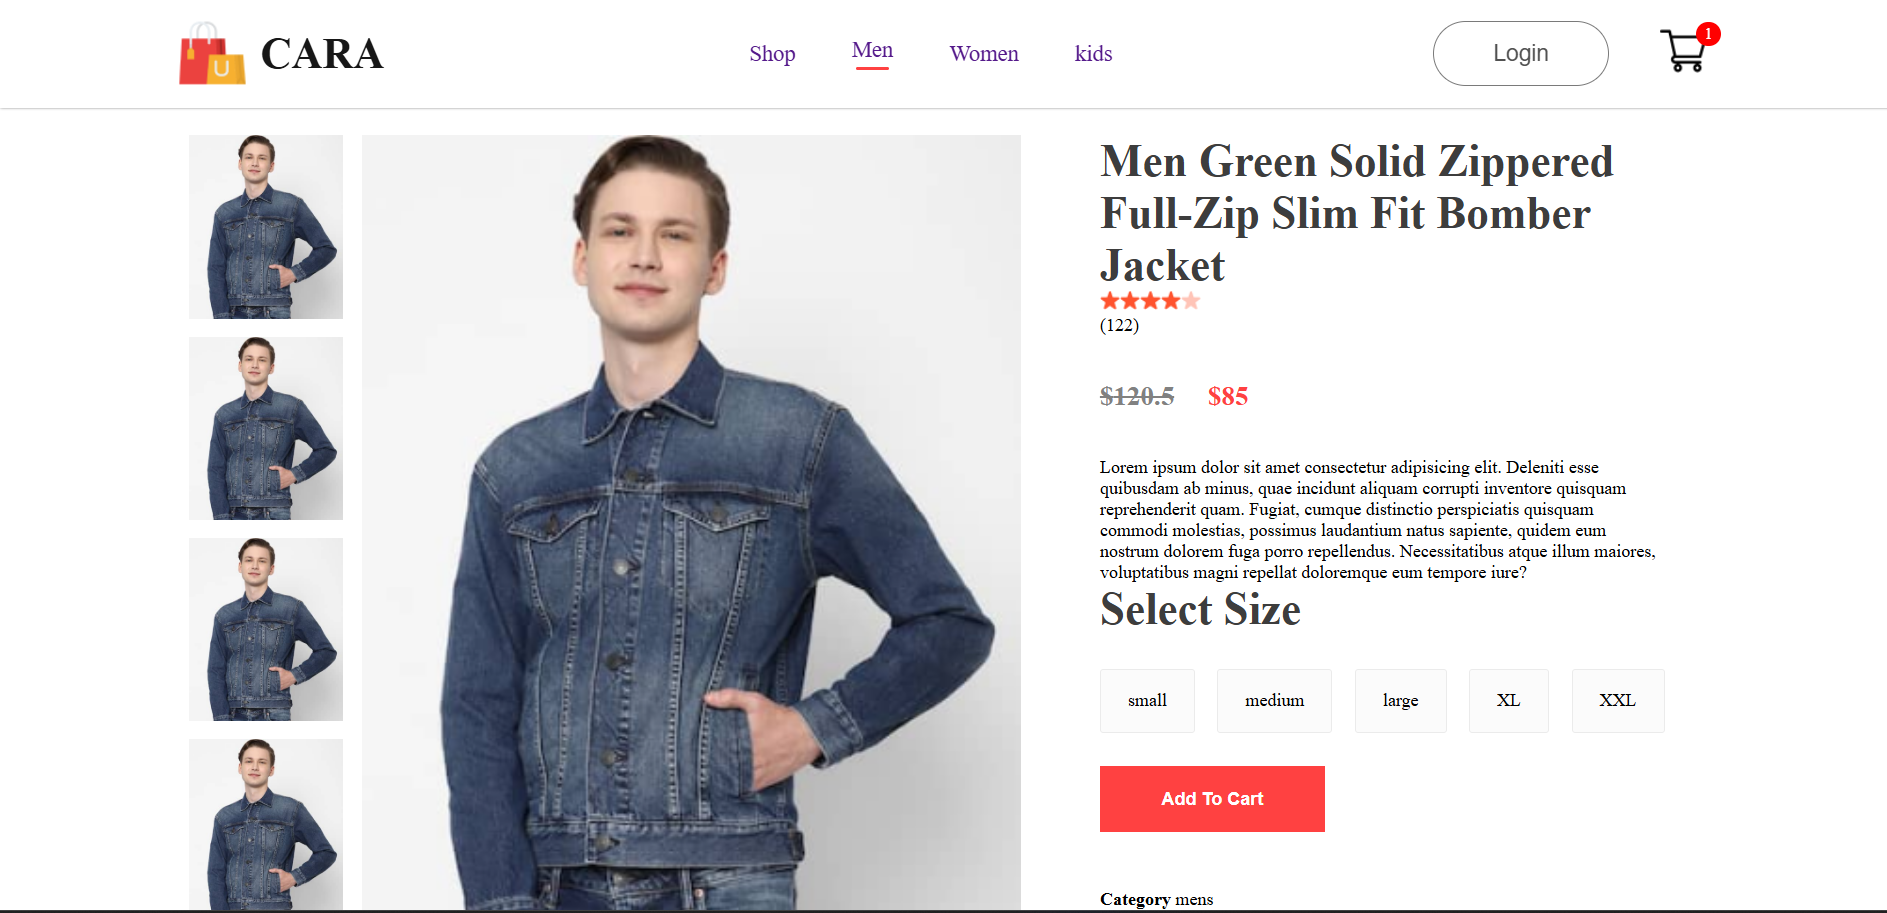 CARA
Shop
Men
Women
kids
Login
1
Men Green Solid Zippered
Full-Zip Slim Fit Bomber
Jacket
(122)
$120.5 $85
Lorem ipsum dolor sit amet consectetur adipisicing elit. Deleniti esse
quibusdam ab minus, quae incidunt aliquam corrupti inventore quisquam
reprehenderit quam. Fugiat, cumque distinctio perspiciatis quisquam
commodi molestias, possimus laudantium natus sapiente, quidem eum
nostrum dolorem fuga porro repellendus. Necessitatibus atque illum maiores,
voluptatibus magni repellat doloremque eum tempore iure?
Select Size
small
medium
large
XL
XXL
Add To Cart
Category mens